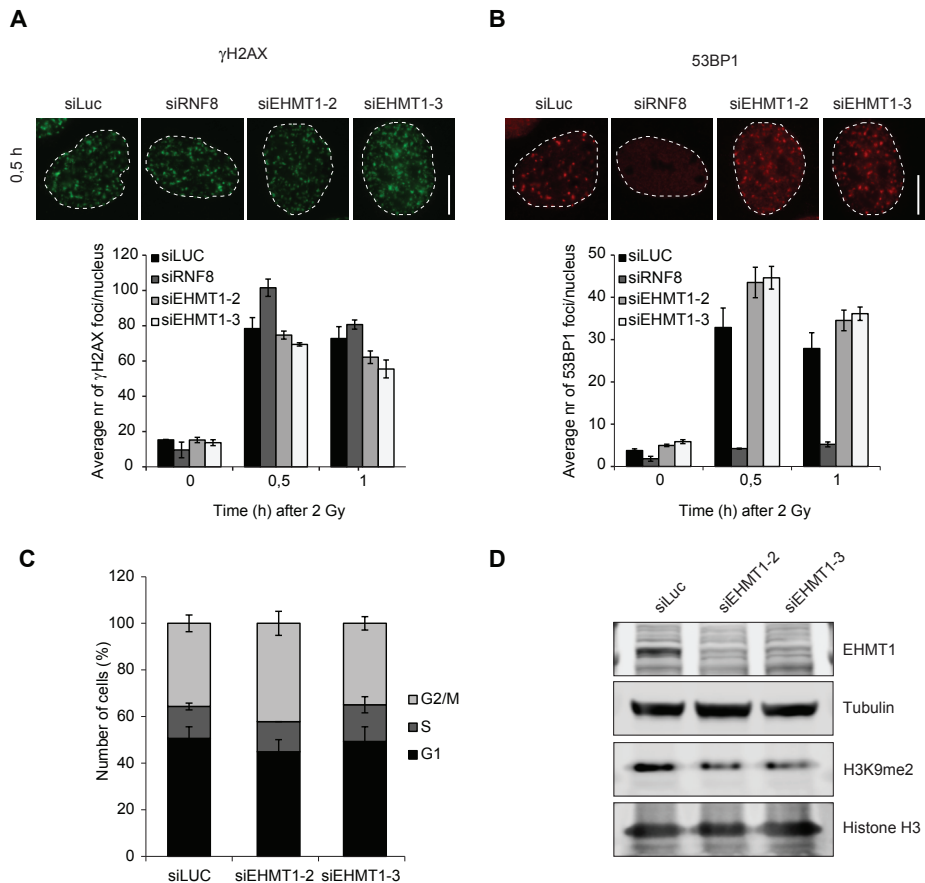 A
γH2AX
siLuc siRNF8 siEHMT1-2 siEHMT1-3
0,5 h
Average nr of γH2AX foci/nucleus
120
100
80
60
40
20
0
siLUC
siRNF8
siEHMT1-2
siEHMT1-3
0 0,5 1
Time (h) after 2 Gy
B
53BP1
siLuc siRNF8 siEHMT1-2 siEHMT1-3
Average nr of 53BP1 foci/nucleus
50
40
30
20
10
0
siLUC
siRNF8
siEHMT1-2
siEHMT1-3
0 0,5 1
Time (h) after 2 Gy
C
Number of cells (%)
120
100
80
60
40
20
0
G2/M
S
G1
siLUC siEHMT1-2 siEHMT1-3
D
siLuc siEHMT1-2 siEHMT1-3
EHMT1
Tubulin
H3K9me2
Histone H3